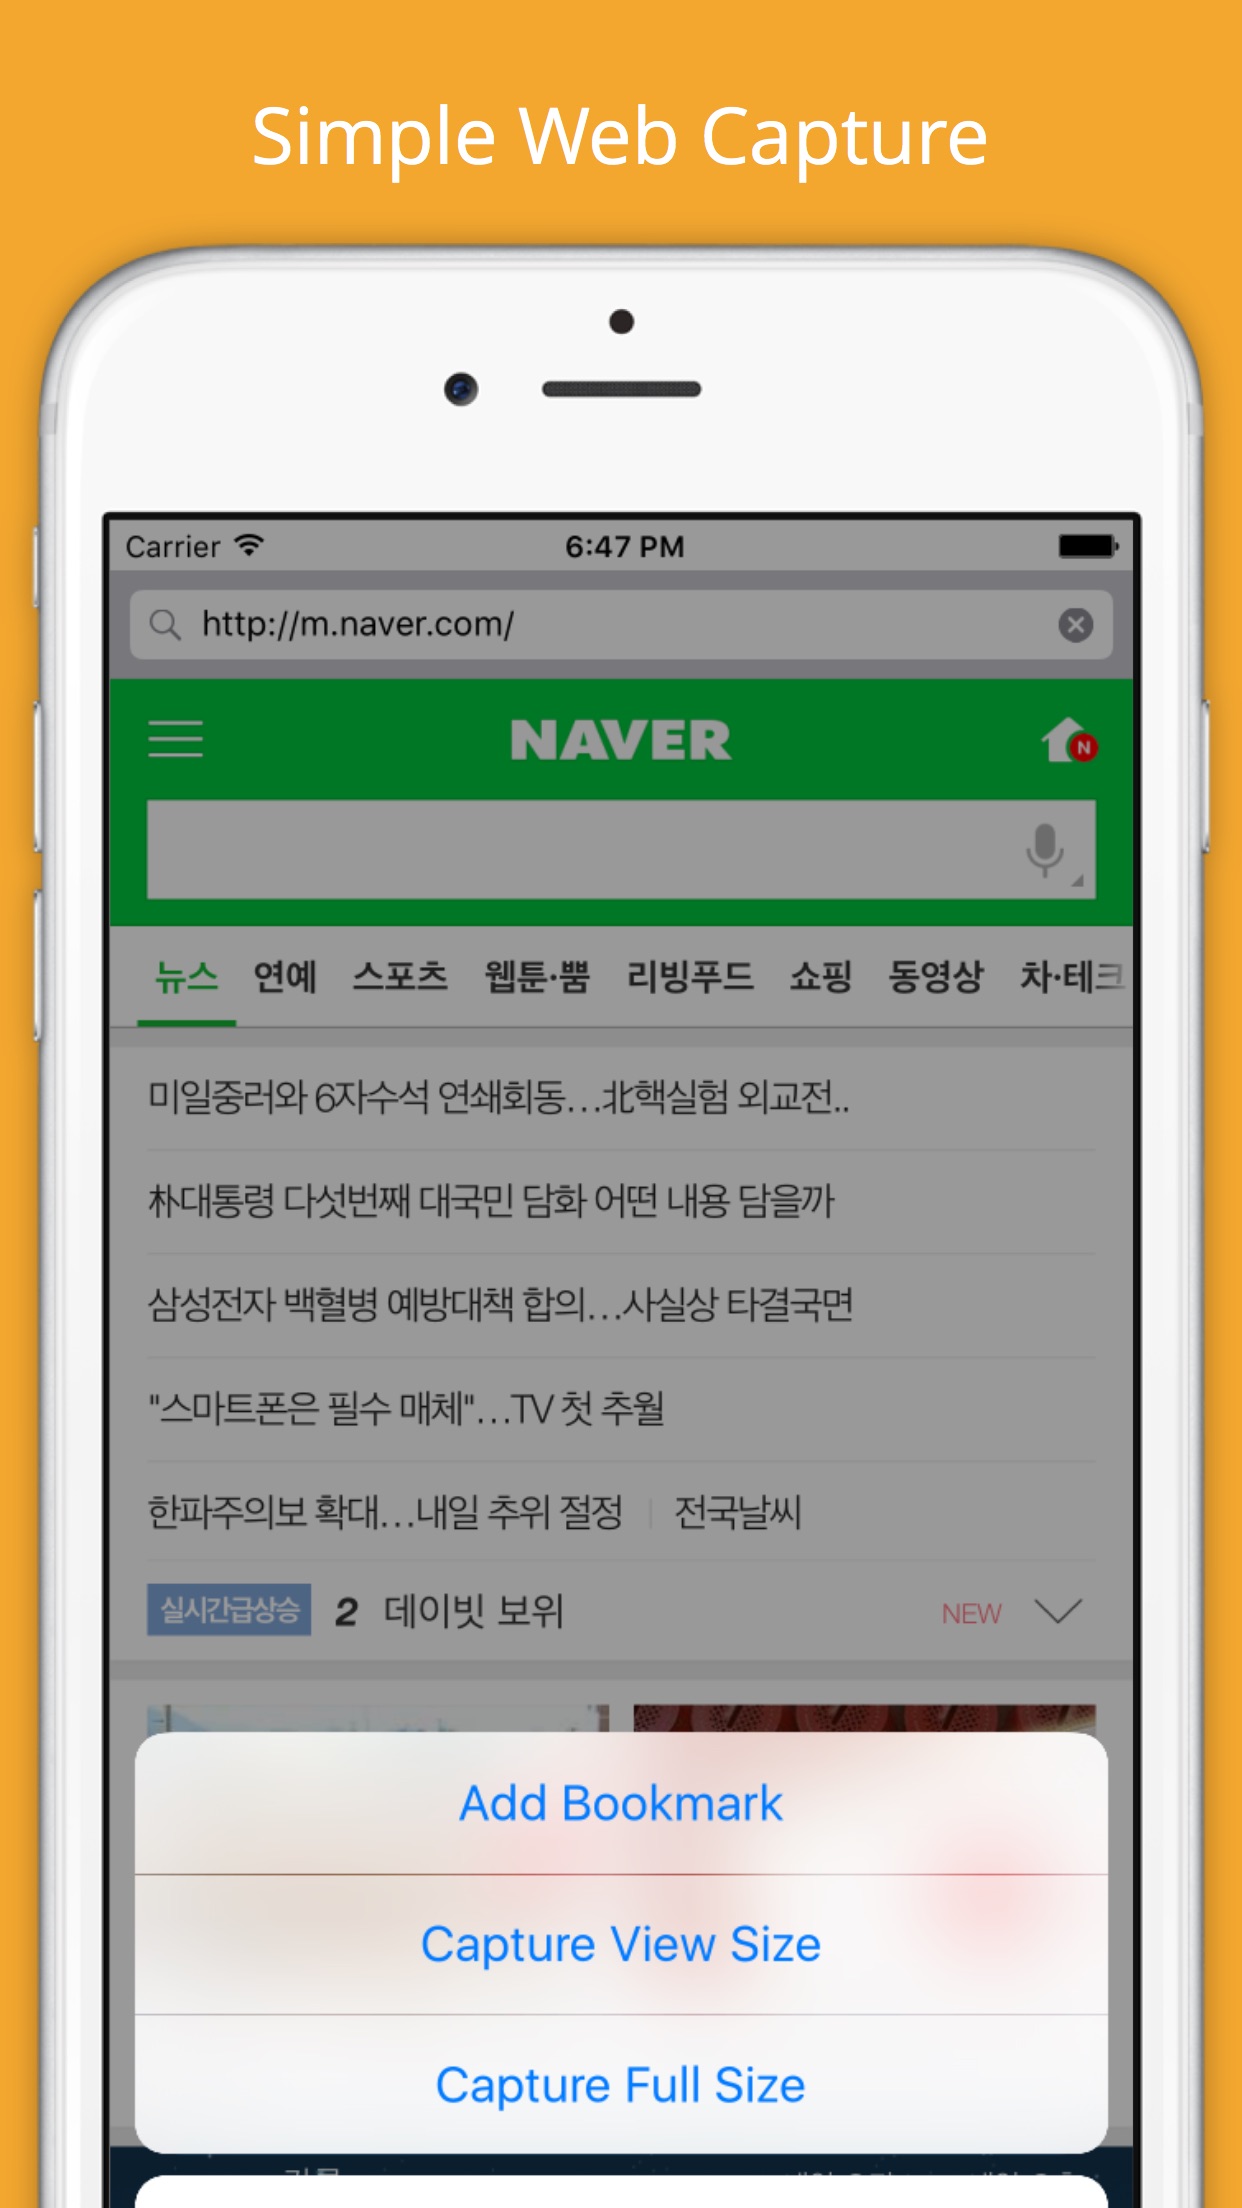 Simple Web Capture
Carrier 6:47 PM
http://m.naver.com/
NAVER
N
뉴스 연예 스포츠 웹툰·뿜 리빙푸드 쇼핑 동영상 차·테크
미일중러와 6자수석 연쇄회동...北핵실험 외교전..
朴대통령 다섯번째 대국민 담화 어떤 내용 담을까
삼성전자 백혈병 예방대책 합의...사실상 타결국면
"스마트폰은 필수 매체"...TV 첫 추월
한파주의보 확대...내일 추위 절정 전국날씨
실시간급상승 2 데이빗 보위 NEW
Add Bookmark
Capture View Size
Capture Full Size